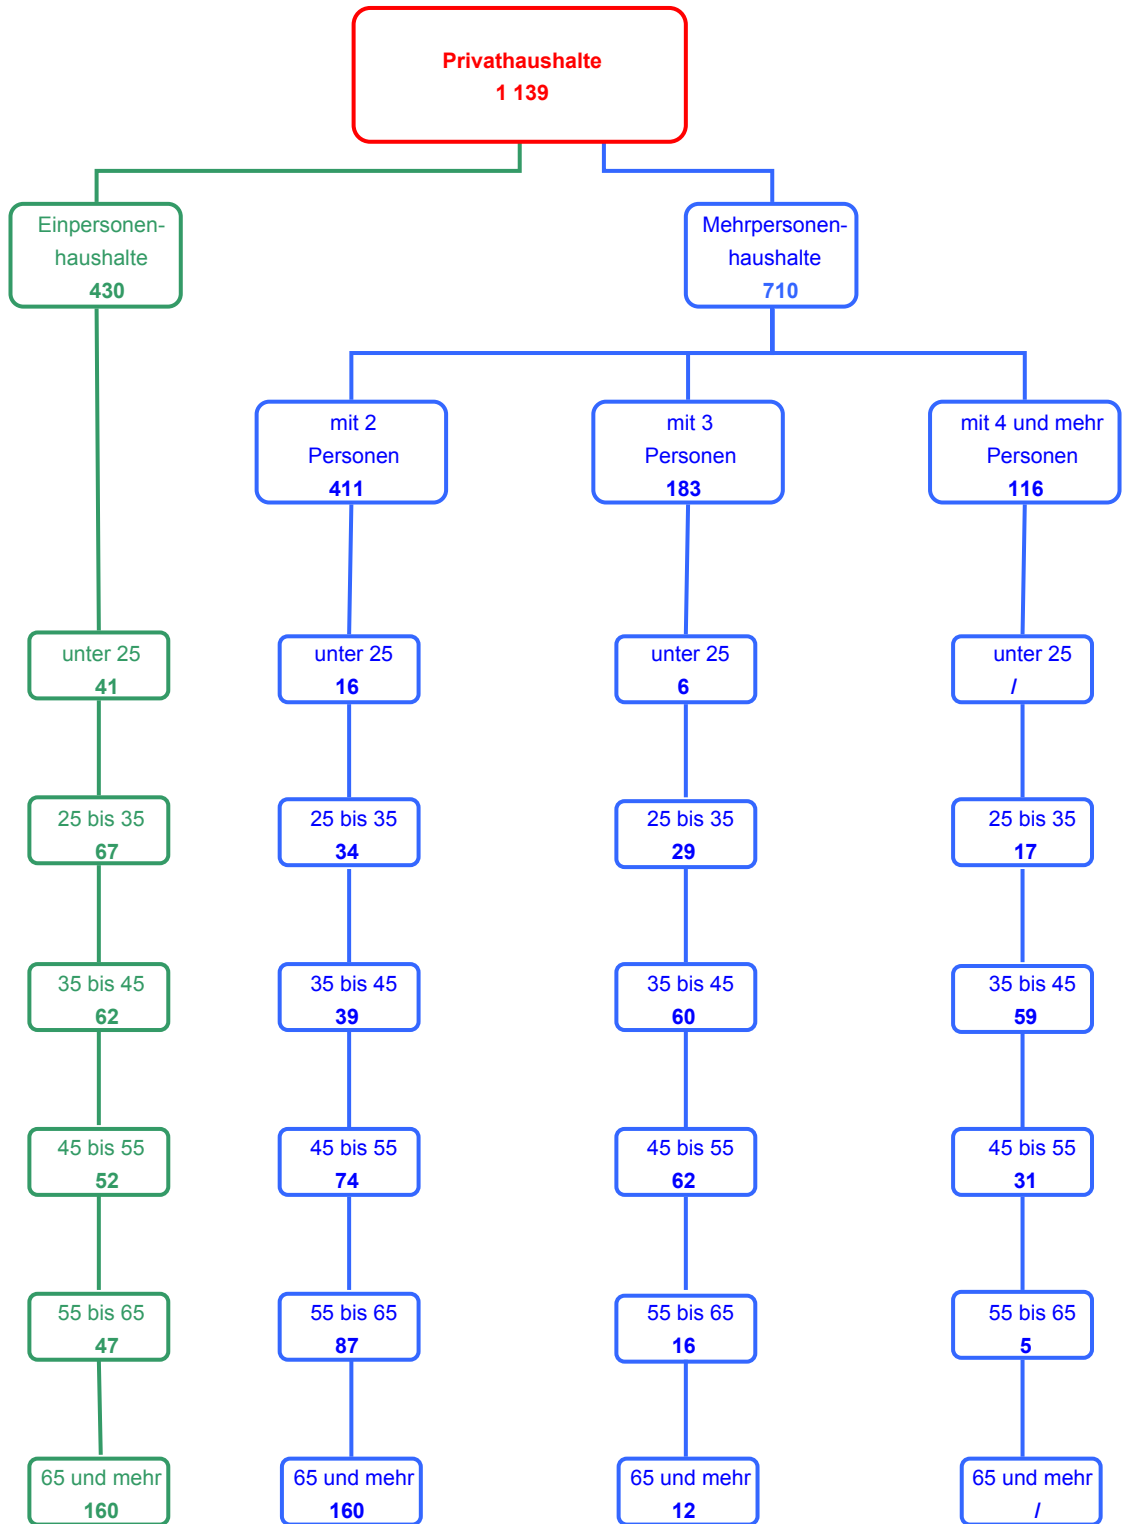 Privathaushalte
1 139
Einpersonen-
haushalte
430
Mehrpersonen-
haushalte
710
mit 2
Personen
411
mit 3
Personen
183
mit 4 und mehr
Personen
116
unter 25
41
unter 25
16
unter 25
6
unter 25
/
25 bis 35
67
25 bis 35
34
25 bis 35
29
25 bis 35
17
35 bis 45
62
35 bis 45
39
35 bis 45
60
35 bis 45
59
45 bis 55
52
45 bis 55
74
45 bis 55
62
45 bis 55
31
55 bis 65
47
55 bis 65
87
55 bis 65
16
55 bis 65
5
65 und mehr
160
65 und mehr
160
65 und mehr
12
65 und mehr
/